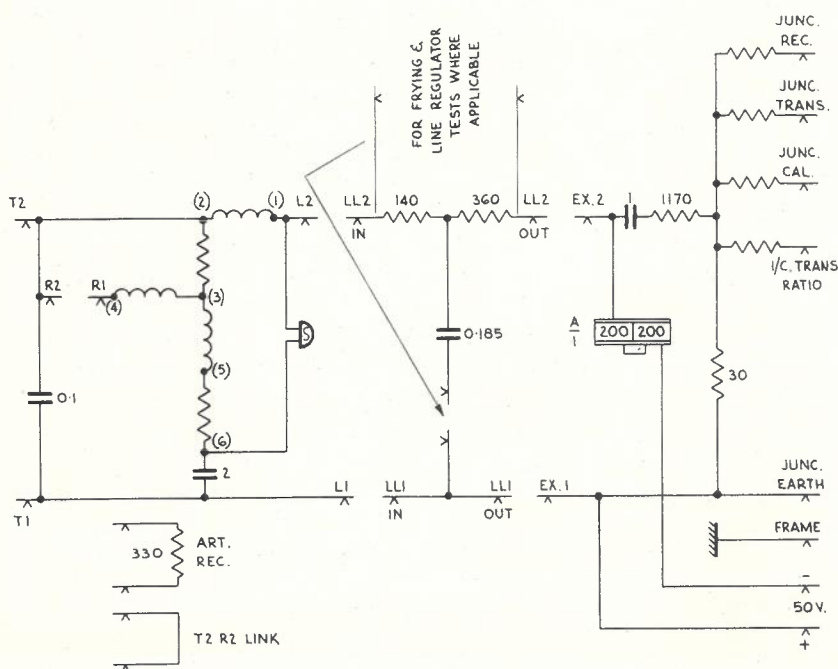 JUNC.
REC.
JUNC.
TRANS.
JUNC.
CAL.
I/C. TRANS
RATIO
FOR FRYING &
LINE REGULATOR
TESTS WHERE
APPLICABLE
T2
(2)
(1)
L2
LL2
IN
140
360
LL2
OUT
EX.2
1
1170
R2
R1
(4)
(3)
S
0.1
(5)
(6)
2
0.185
A
1
200 200
30
T1
L1
LL1
IN
LL1
OUT
EX.1
JUNC.
EARTH
FRAME
-
50V.
+
330
ART.
REC.
T2 R2 LINK